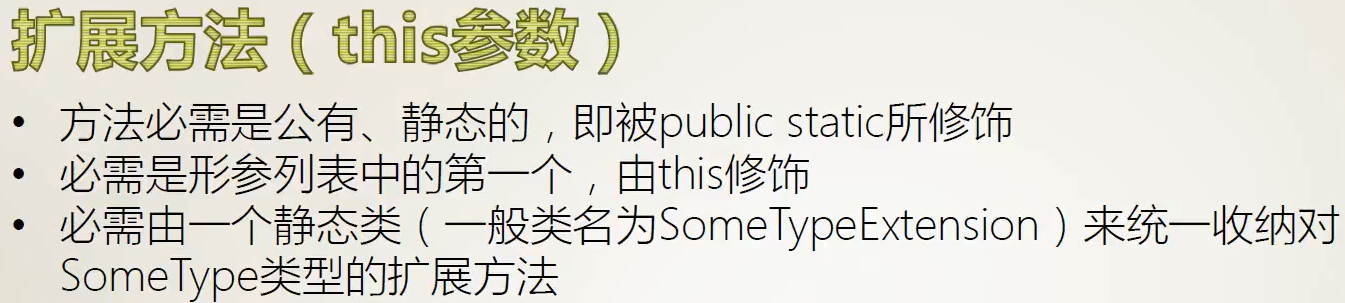 扩展方法（this参数）
• 方法必需是公有、静态的，即被public static所修饰
• 必需是形参列表中的第一个，由this修饰
• 必需由一个静态类（一般类名为SomeTypeExtension）来统一收纳对
SomeType类型的扩展方法